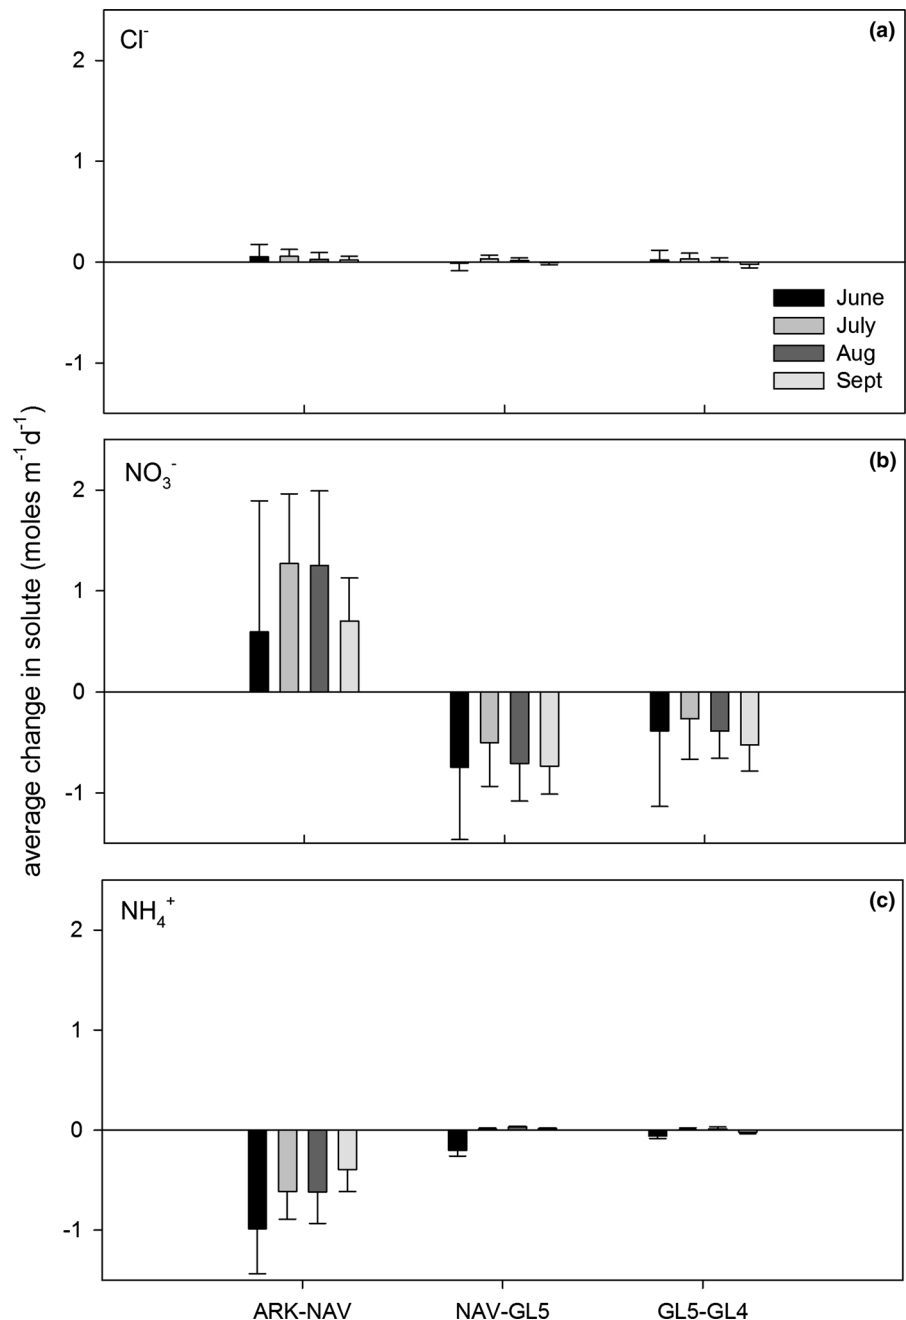 Cl⁻
(a)
2
1
0
-1
June
July
Aug
Sept
average change in solute (moles m⁻¹d⁻¹)
NO₃⁻
(b)
2
1
0
-1
NH₄⁺
(c)
2
1
0
-1
ARK-NAV NAV-GL5 GL5-GL4